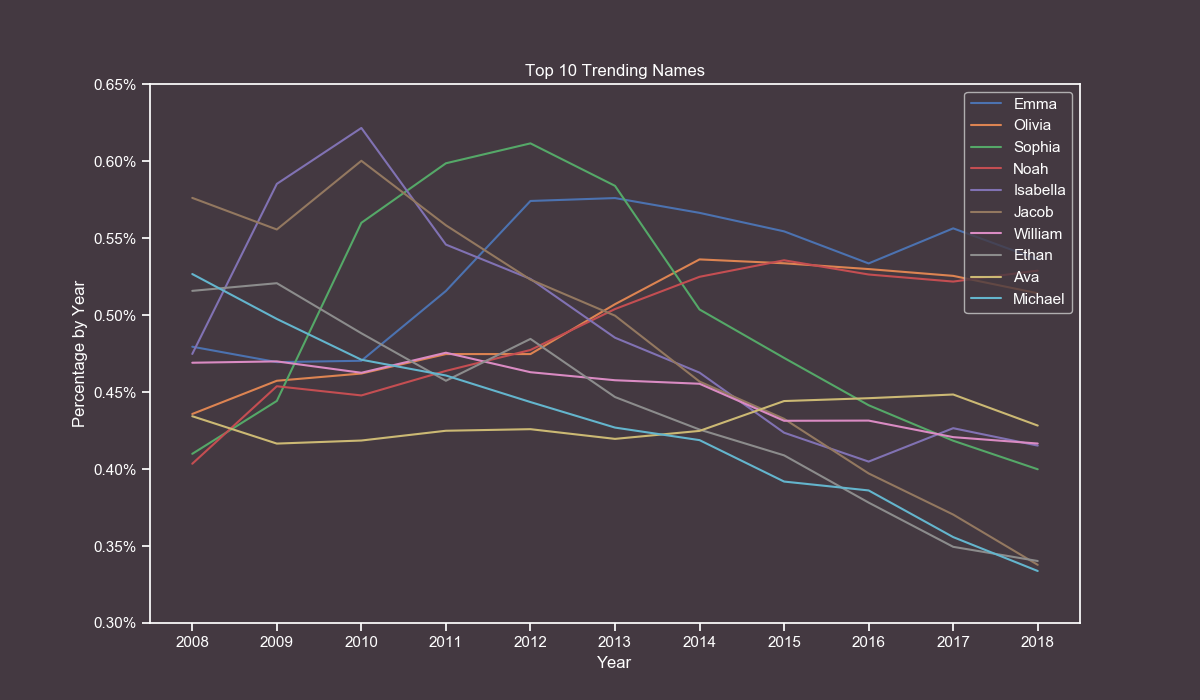 Top 10 Trending Names
0.65%
0.60%
0.55%
0.50%
0.45%
0.40%
0.35%
0.30%
Percentage by Year
Emma
Olivia
Sophia
Noah
Isabella
Jacob
William
Ethan
Ava
Michael
2008 2009 2010 2011 2012 2013 2014 2015 2016 2017 2018
Year